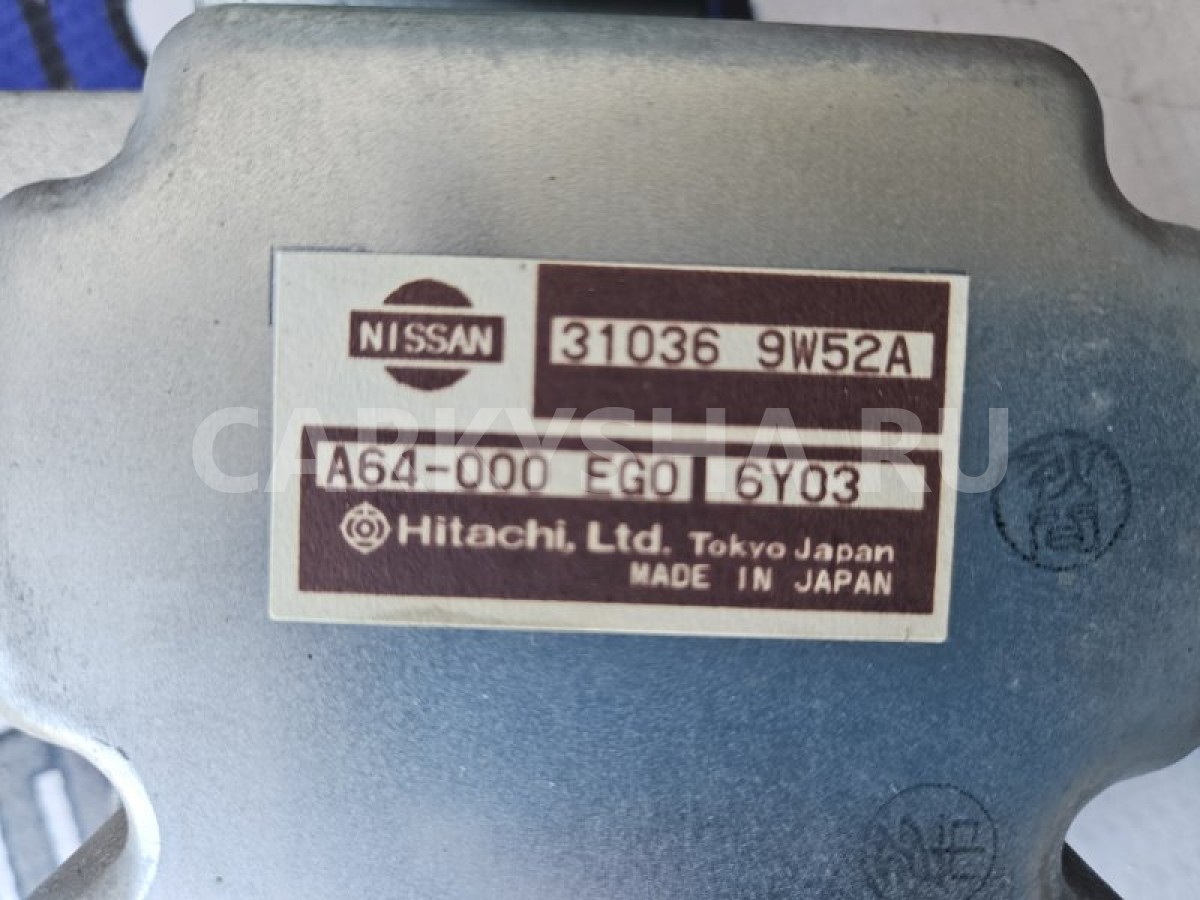 NISSAN
31036 9W52A
CARKYSHA.RU
A64-000 EG0 6Y03
Hitachi, Ltd. Tokyo Japan
MADE IN JAPAN